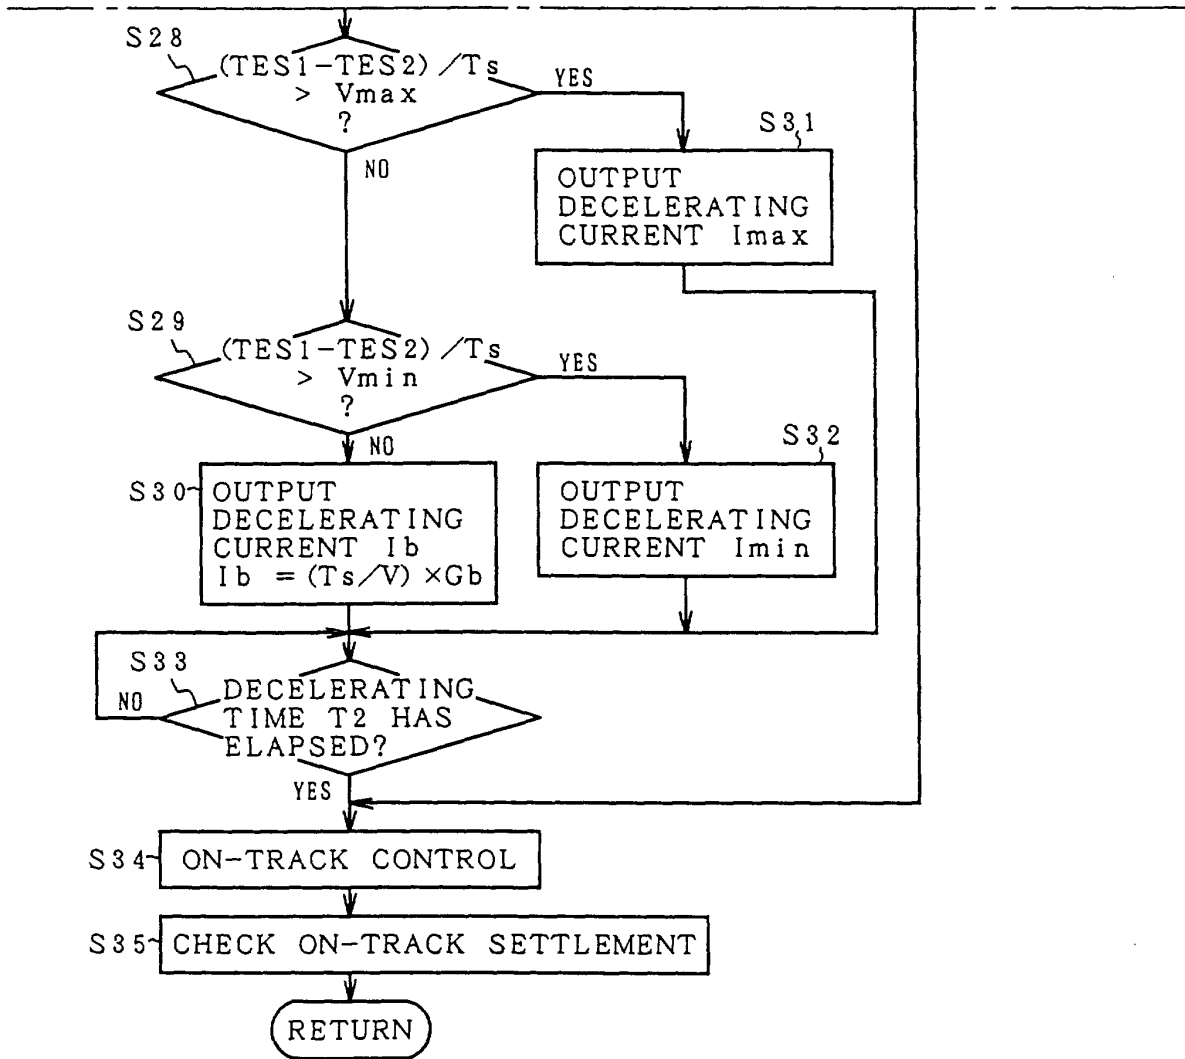 S28
(TES1-TES2)/Ts
> Vmax
?
YES
NO
S31
OUTPUT
DECELERATING
CURRENT Imax
S29
(TES1-TES2)/Ts
> Vmin
?
YES
NO
S32
OUTPUT
DECELERATING
CURRENT Imin
S30
OUTPUT
DECELERATING
CURRENT Ib
Ib =(Ts/V)×Gb
S33
DECELERATING
TIME T2 HAS
ELAPSED?
NO
YES
S34
ON-TRACK CONTROL
S35
CHECK ON-TRACK SETTLEMENT
RETURN